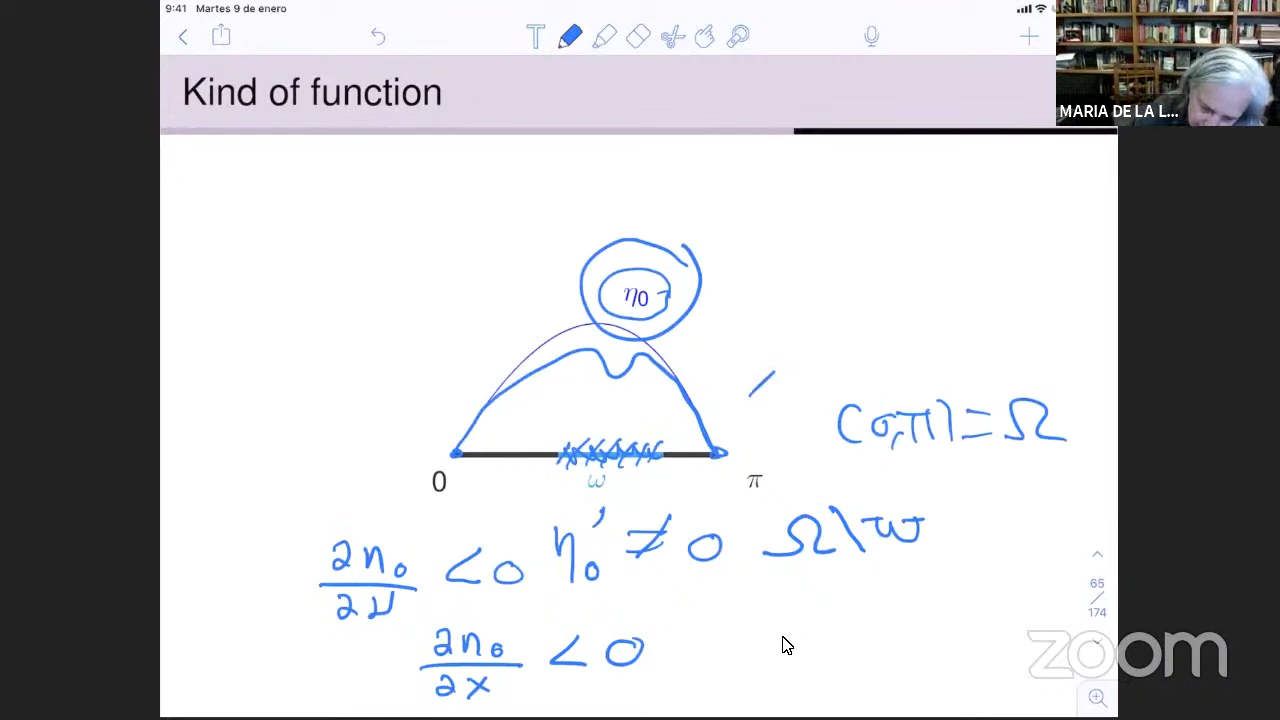 9:41 Martes 9 de enero
MARIA DE LA L...
Kind of function
η0
(0,π) = Ω
0 ω π
η₀' ≠ 0 Ω\ω
∂η₀/∂ν < 0
∂η₀/∂x < 0
65
/
174
zoom